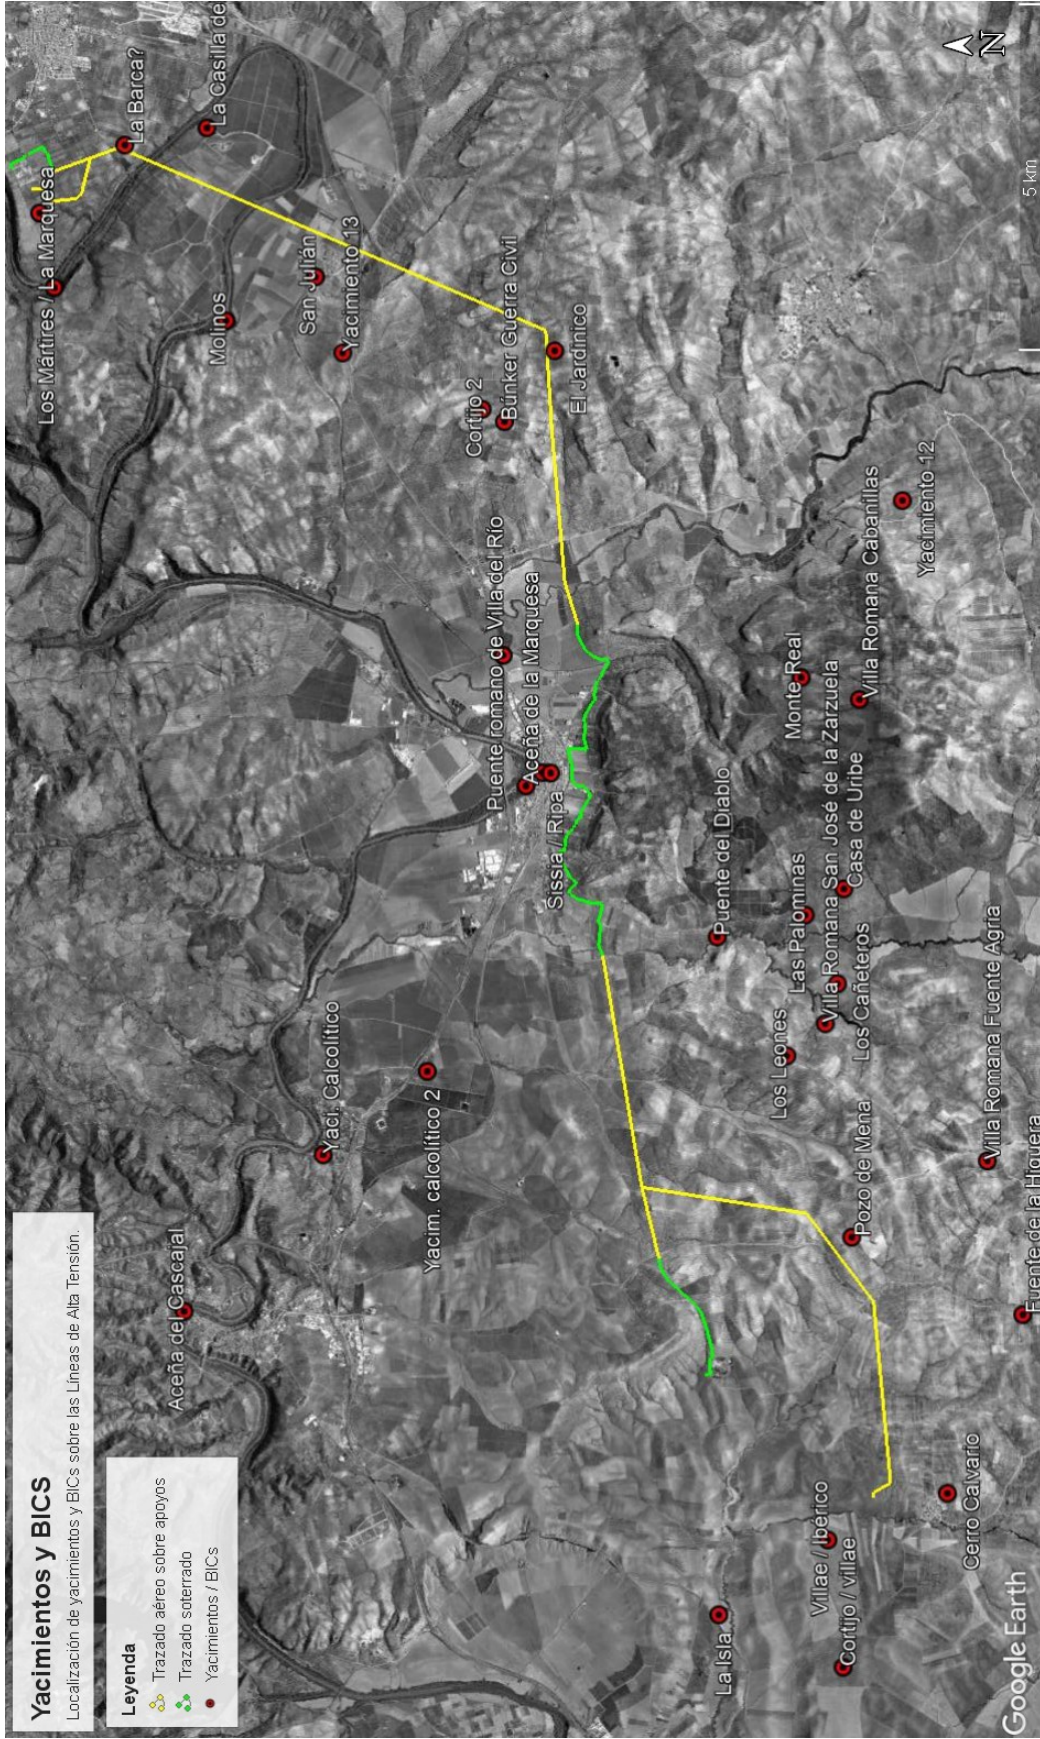 Yacimientos y BICS
Localización de yacimientos y BICs sobre las Líneas de Alta Tensión.
Leyenda
Trazado aéreo sobre apoyos
Trazado soterrado
Yacimientos / BICs
Aceña del Cascajal
Yaci. Calcolítico
Yacim. calcolítico 2
Molinos
Los Mártires / La Marquesa
La Barca?
La Casilla de
San Julián
Yacimiento 13
Cortijo 2
Búnker Guerra Civil
El Jardinico
Puente romano de Villa del Río
Aceña de la Marquesa
Sissia / Ripa
La Isla
Puente del Diablo
Monte Real
Las Palominas
Los Leones
Villa Romana San José de la Zarzuela
Casa de Uribe
Los Cañeteros
Villa Romana Cabanillas
Yacimiento 12
Pozo de Mena
Villae / Ibérico
Cortijo / villae
Cerro Calvario
Villa Romana Fuente Agria
Fuente de la Higuera
Google Earth
N
5 km